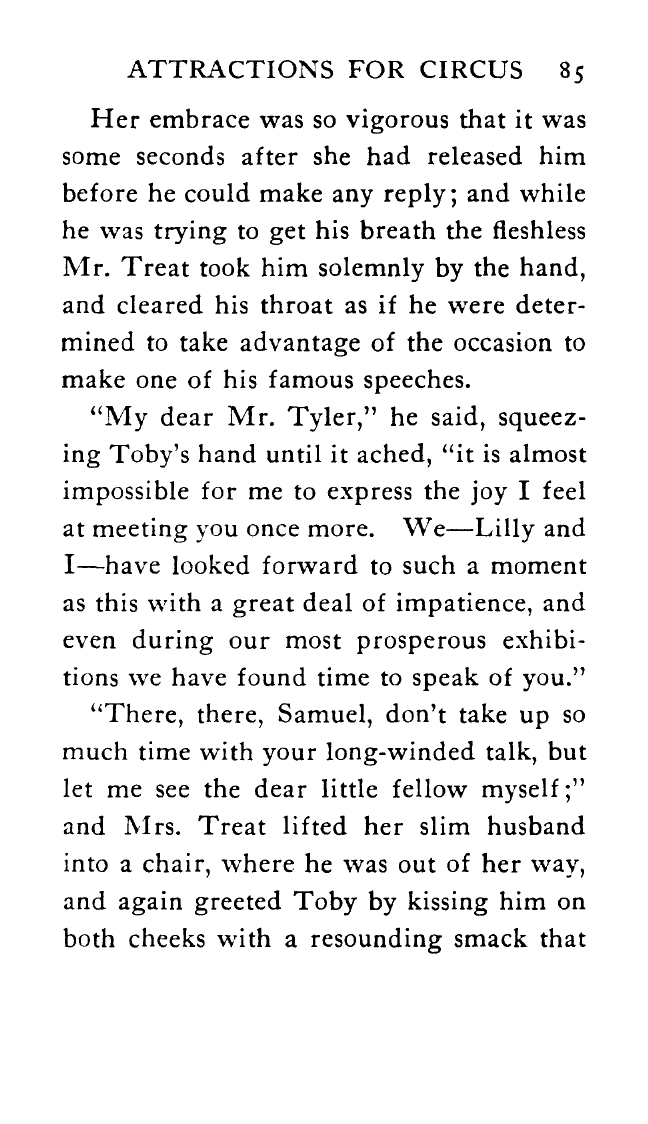 ATTRACTIONS FOR CIRCUS 85
Her embrace was so vigorous that it was
some seconds after she had released him
before he could make any reply; and while
he was trying to get his breath the fleshless
Mr. Treat took him solemnly by the hand,
and cleared his throat as if he were deter-
mined to take advantage of the occasion to
make one of his famous speeches.
“My dear Mr. Tyler,” he said, squeez-
ing Toby’s hand until it ached, “it is almost
impossible for me to express the joy I feel
at meeting you once more. We—Lilly and
I—have looked forward to such a moment
as this with a great deal of impatience, and
even during our most prosperous exhibi-
tions we have found time to speak of you.”
“There, there, Samuel, don’t take up so
much time with your long-winded talk, but
let me see the dear little fellow myself;”
and Mrs. Treat lifted her slim husband
into a chair, where he was out of her way,
and again greeted Toby by kissing him on
both cheeks with a resounding smack that